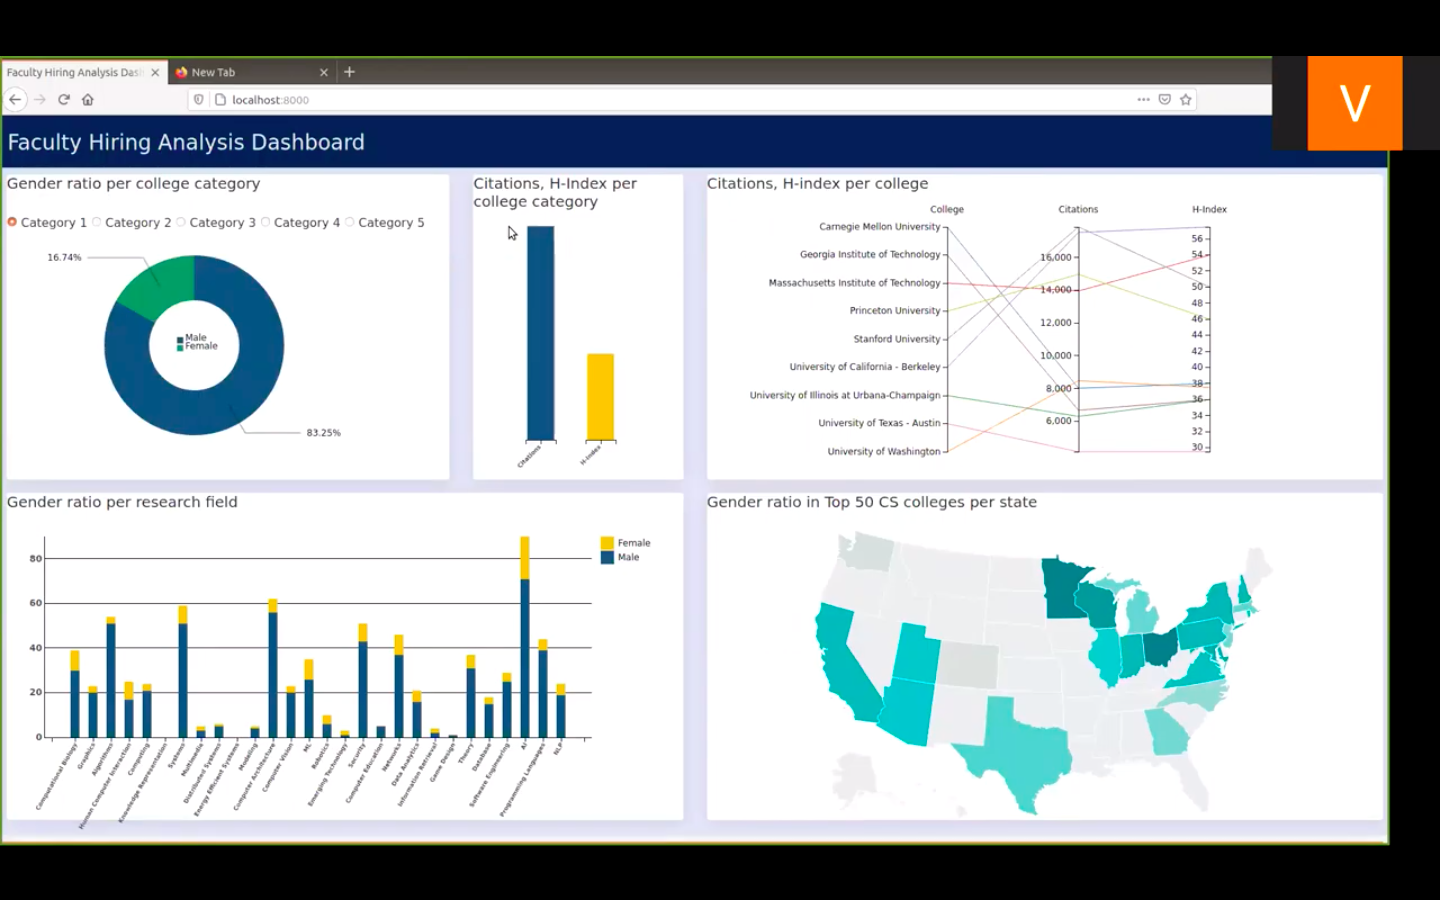 Faculty Hiring Analysis Das
New Tab
localhost:8000
V
Faculty Hiring Analysis Dashboard
Gender ratio per college category
Category 1 Category 2 Category 3 Category 4 Category 5
16.74%
Male
Female
83.25%
Citations, H-Index per
college category
Citations
H-Index
Citations, H-index per college
College Citations H-Index
Carnegie Mellon University
Georgia Institute of Technology
Massachusetts Institute of Technology
Princeton University
Stanford University
University of California - Berkeley
University of Illinois at Urbana-Champaign
University of Texas - Austin
University of Washington
16,000
14,000
12,000
10,000
8,000
6,000
56
54
52
50
48
46
44
42
40
38
36
34
32
30
Gender ratio per research field
80
60
40
20
0
Female
Male
Computational Biology
Graphics
Algorithms
Human Computer Interaction
Computing
Knowledge Representation
Systems
Multimedia
Distributed Systems
Energy Efficient Systems
Modeling
Computer Architecture
Computer Vision
ML
Robotics
Emerging Technology
Security
Computer Education
Networks
Data Analytics
Information Retrieval
Game Design
Theory
Database
Software Engineering
AI
Programming Languages
NLP
Gender ratio in Top 50 CS colleges per state